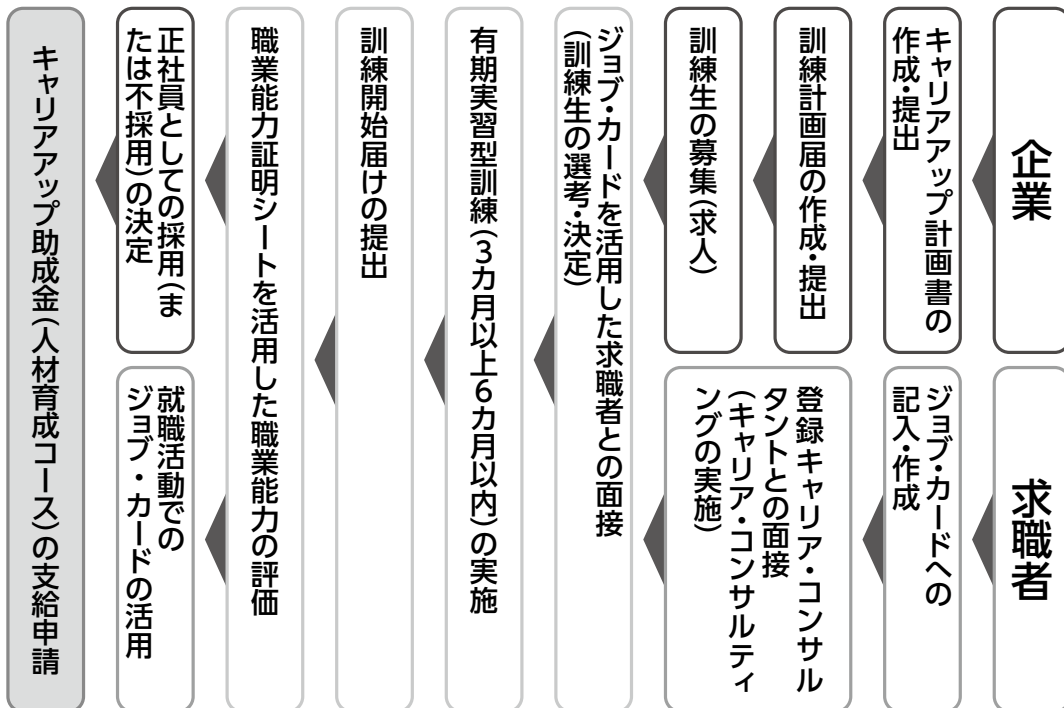 企業
求職者
キャリアアップ計画書の
作成・提出
ジョブ・カードへの
記入・作成
訓練計画届の作成・提出
訓練生の募集（求人）
登録キャリア・コンサル
タントとの面接
（キャリア・コンサルティ
ングの実施）
ジョブ・カードを活用した求職者との面接
（訓練生の選考・決定）
有期実習型訓練（3カ月以上6カ月以内）の実施
訓練開始届けの提出
職業能力証明シートを活用した職業能力の評価
正社員としての採用（ま
たは不採用）の決定
就職活動での
ジョブ・カードの活用
キャリアアップ助成金（人材育成コース）の支給申請